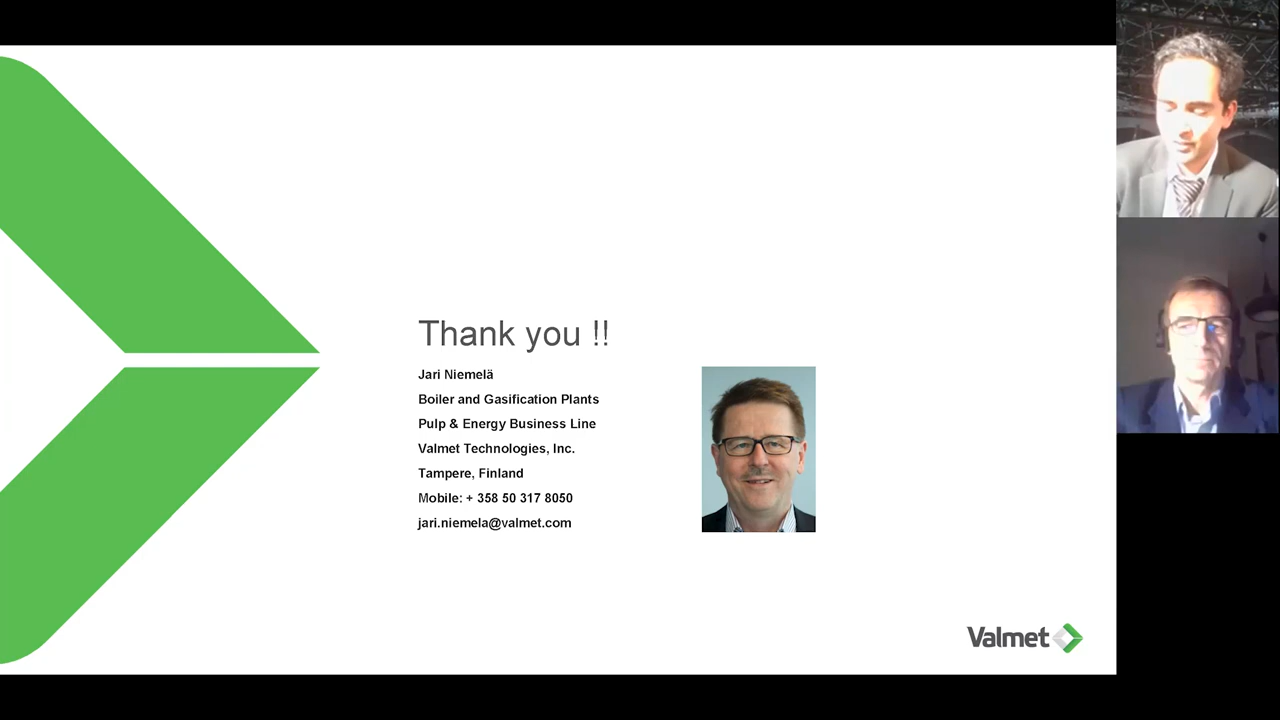 Thank you !!
Jari Niemelä
Boiler and Gasification Plants
Pulp & Energy Business Line
Valmet Technologies, Inc.
Tampere, Finland
Mobile: + 358 50 317 8050
jari.niemela@valmet.com
Valmet